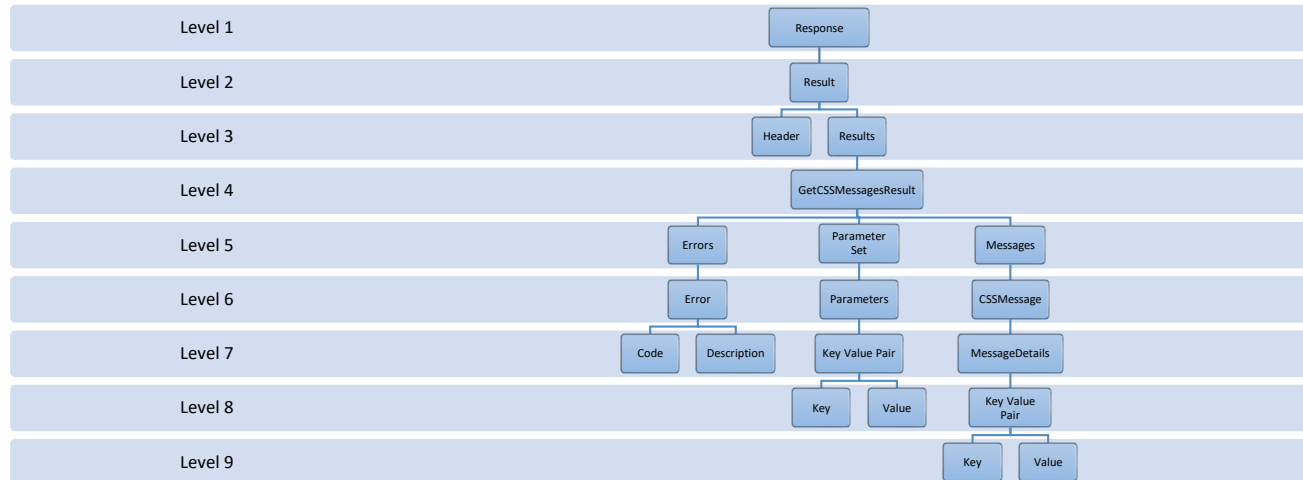 Level 1
Response
Level 2
Result
Level 3
Header
Results
Level 4
GetCSSMessagesResult
Level 5
Errors
Parameter
Set
Messages
Level 6
Error
Parameters
CSSMessage
Level 7
Code
Description
Key Value Pair
MessageDetails
Level 8
Key
Value
Key Value
Pair
Level 9
Key
Value